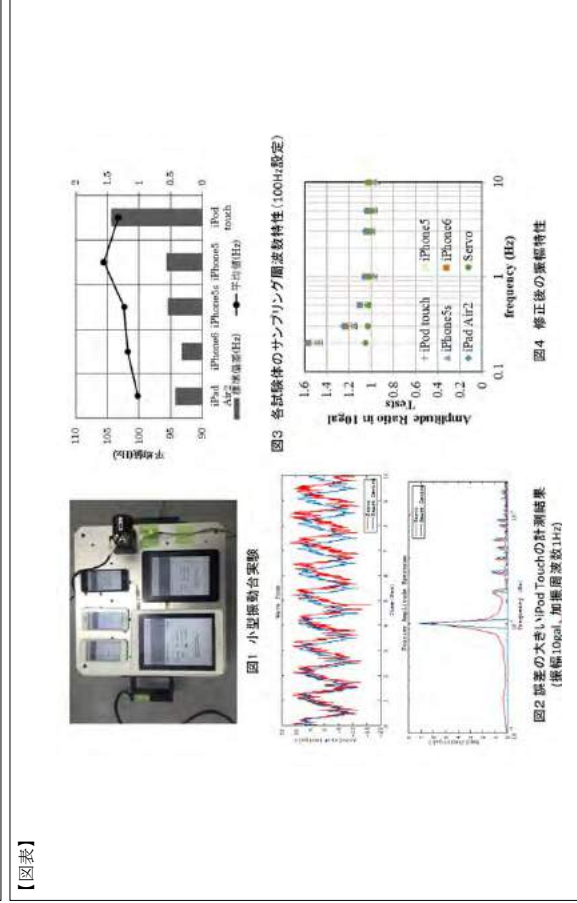 【図表】
図1 小型振動台実験
Servo
図2 誤差の大きいiPod Touchの計測結果
(振幅10gal、加振周波数1Hz)
110
105
100
95
90
平均値(Hz)
2
1.5
1
0.5
0
iPad Air2
iPhone6
iPhone5s
iPhone5
iPod touch
標準偏差(Hz)
平均値(Hz)
図3 各試験体のサンプリング周波数特性(100Hz設定)
1.6
1.4
1.2
1
0.8
0.6
0.4
0.2
0
Amplitude Ratio in 10gal
Tests
iPod touch
iPhone5
iPhone5s
iPhone6
iPad Air2
Servo
0.1
1
10
frequency (Hz)
図4 修正後の振幅特性